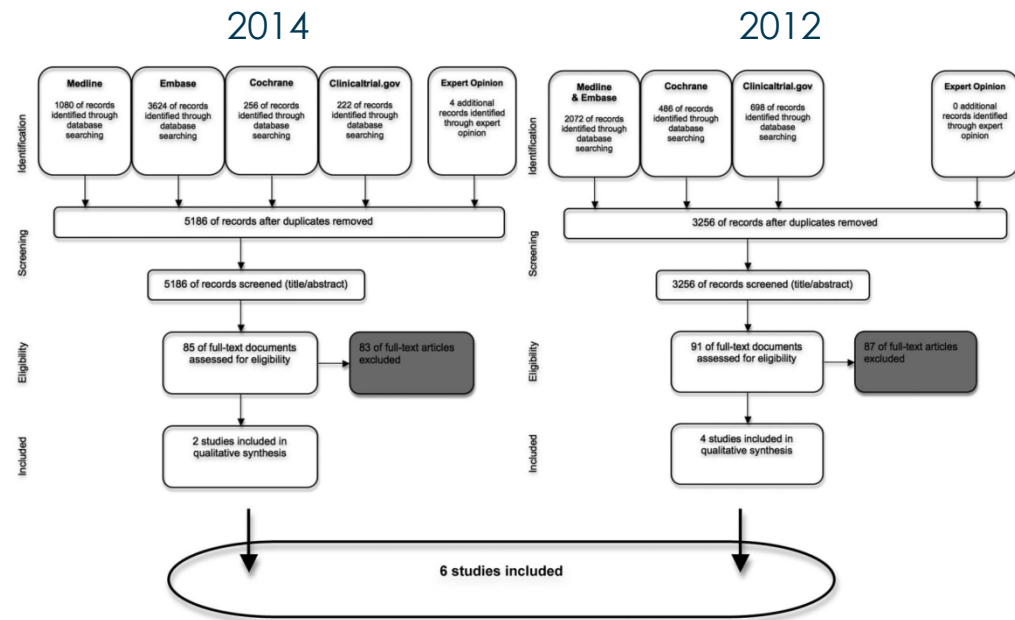 2014
2012
Medline
1080 of records
identified through
database
searching
Embase
3624 of records
identified through
database
searching
Cochrane
256 of records
identified through
database
searching
Clinicaltrial.gov
222 of records
identified through
database
searching
Expert Opinion
4 additional
records identified
through expert
opinion
Medline
& Embase
2072 of records
identified through
database
searching
Cochrane
486 of records
identified through
database
searching
Clinicaltrial.gov
698 of records
identified through
database
searching
Expert Opinion
0 additional
records identified
through expert
opinion
Identification
Identification
5186 of records after duplicates removed
3256 of records after duplicates removed
Screening
Screening
5186 of records screened (title/abstract)
3256 of records screened (title/abstract)
Eligibility
85 of full-text documents
assessed for eligibility
83 of full-text articles
excluded
Eligibility
91 of full-text documents
assessed for eligibility
87 of full-text articles
excluded
Included
2 studies included in
qualitative synthesis
Included
4 studies included in
qualitative synthesis
6 studies included